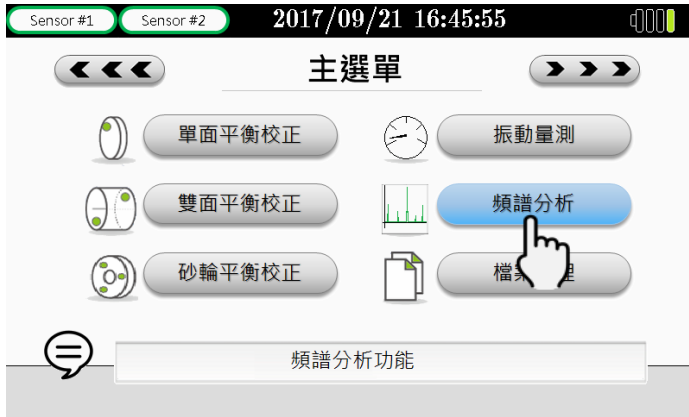 Sensor #1 Sensor #2 2017/09/21 16:45:55
主選單
單面平衡校正 振動量測
雙面平衡校正 頻譜分析
砂輪平衡校正 檔
頻譜分析功能